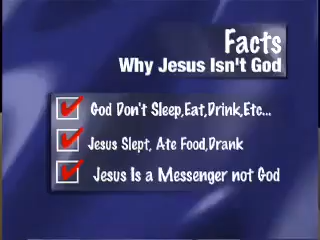 Facts
Why Jesus Isn't God
God Don't Sleep,Eat,Drink,Etc...
Jesus Slept, Ate Food,Drank
Jesus Is a Messenger not God